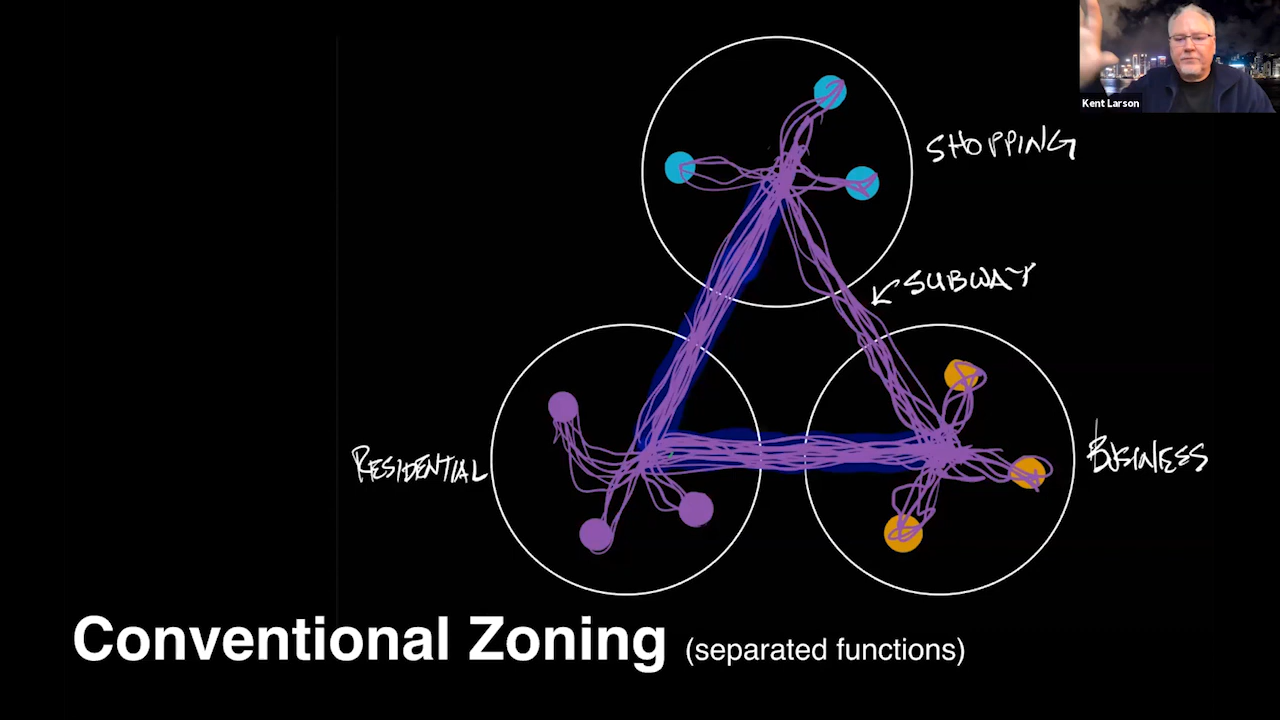 Kent Larson
SHOPPING
SUBWAY
RESIDENTIAL
BUSINESS
Conventional Zoning (separated functions)